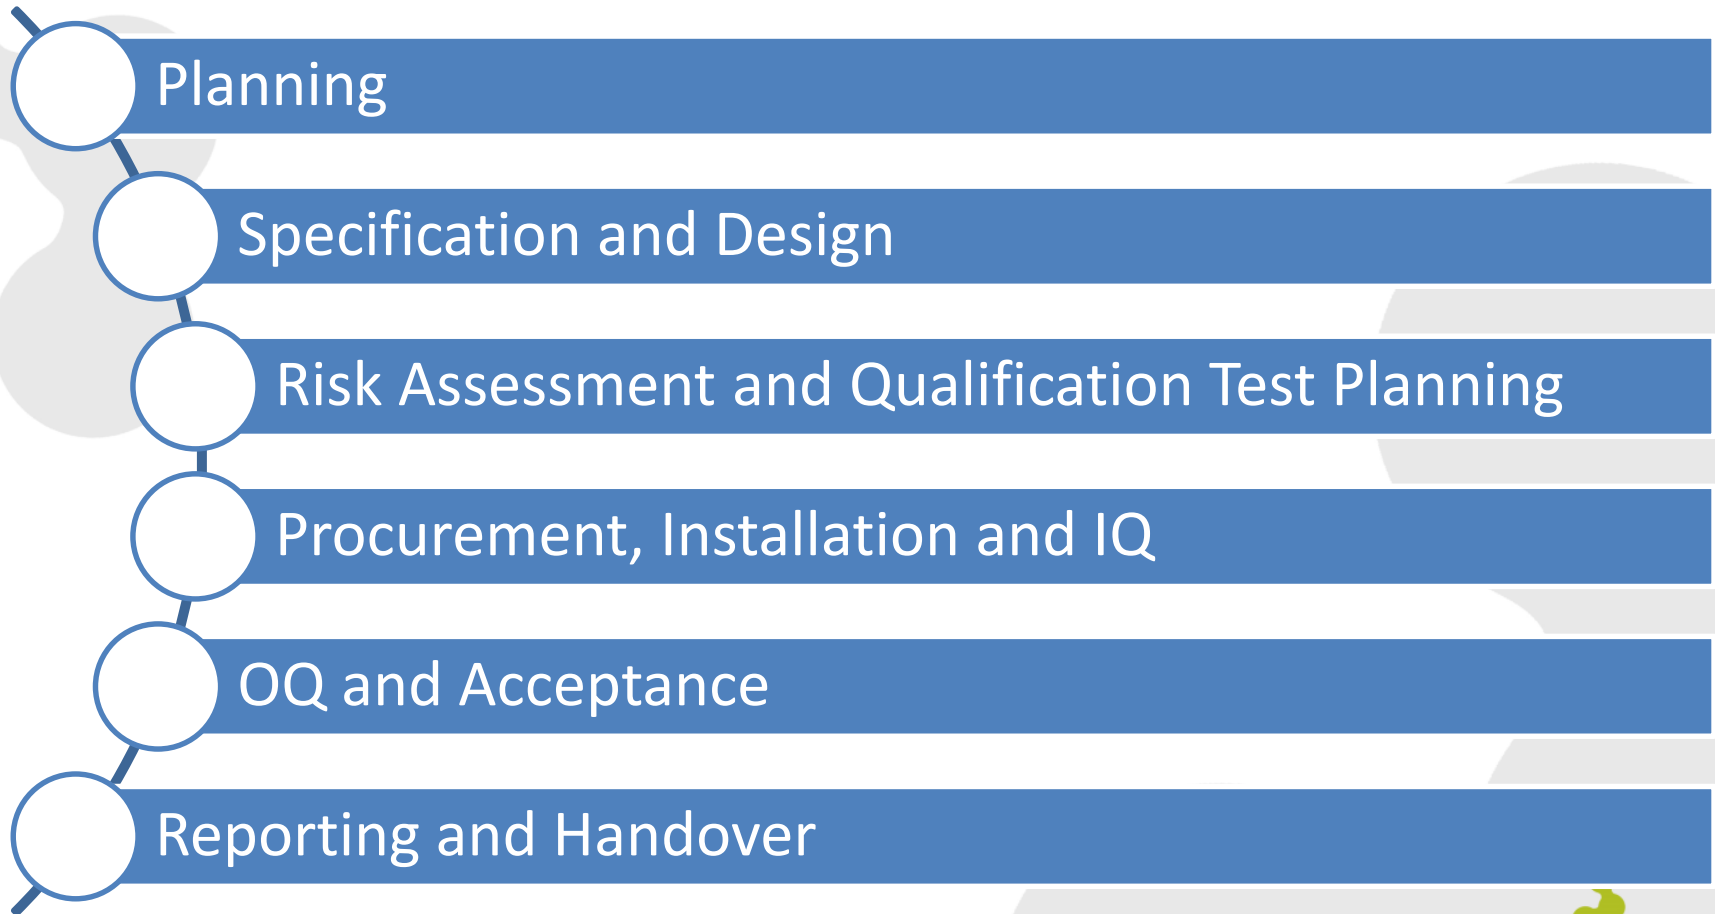 Planning
Specification and Design
Risk Assessment and Qualification Test Planning
Procurement, Installation and IQ
OQ and Acceptance
Reporting and Handover